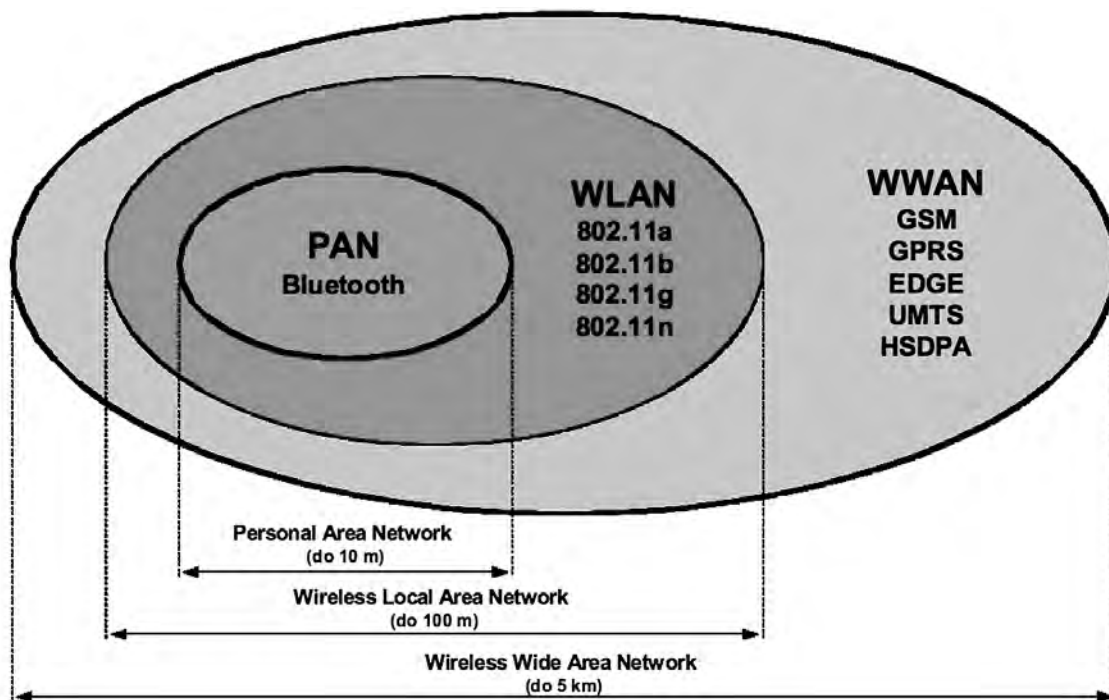 PAN
Bluetooth
WLAN
802.11a
802.11b
802.11g
802.11n
WWAN
GSM
GPRS
EDGE
UMTS
HSDPA
Personal Area Network
(do 10 m)
Wireless Local Area Network
(do 100 m)
Wireless Wide Area Network
(do 5 km)